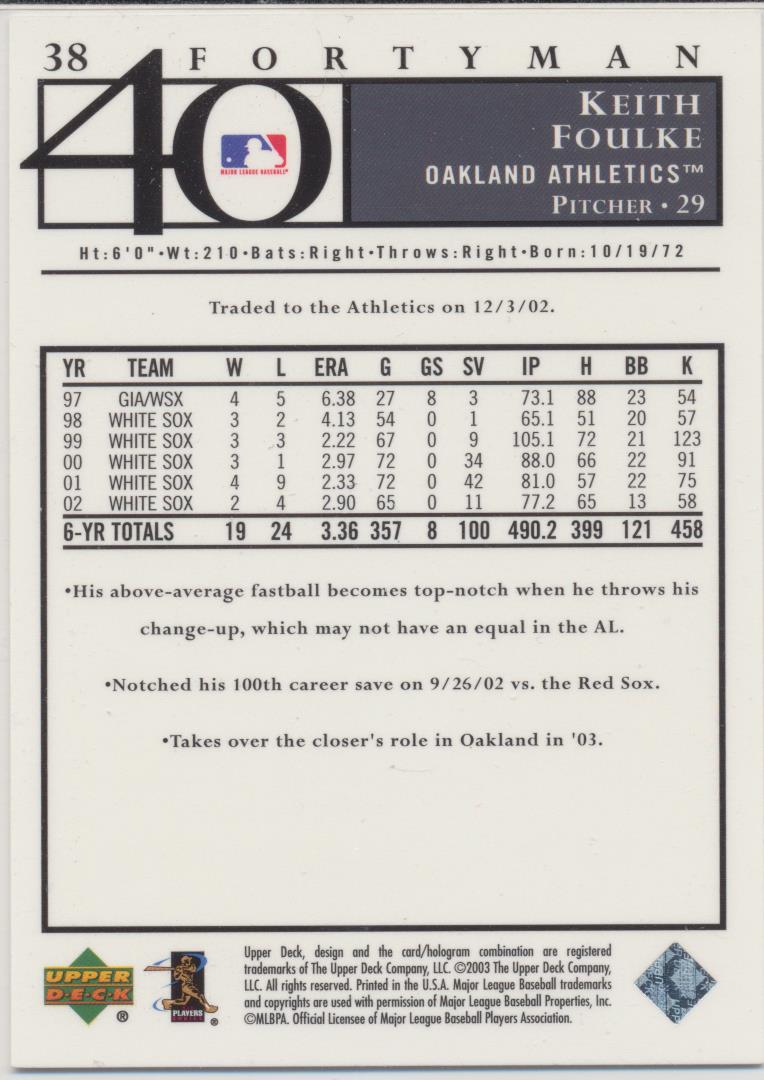 38 FORTYMAN
40
MAJOR LEAGUE BASEBALL®
KEITH
FOULKE
OAKLAND ATHLETICS™
PITCHER • 29
Ht:6'0"•Wt:210•Bats:Right•Throws:Right•Born:10/19/72
Traded to the Athletics on 12/3/02.
YR TEAM W L ERA G GS SV IP H BB K
97 GIA/WSX 4 5 6.38 27 8 3 73.1 88 23 54
98 WHITE SOX 3 2 4.13 54 0 1 65.1 51 20 57
99 WHITE SOX 3 3 2.22 67 0 9 105.1 72 21 123
00 WHITE SOX 3 1 2.97 72 0 34 88.0 66 22 91
01 WHITE SOX 4 9 2.33 72 0 42 81.0 57 22 75
02 WHITE SOX 2 4 2.90 65 0 11 77.2 65 13 58
6-YR TOTALS 19 24 3.36 357 8 100 490.2 399 121 458
•His above-average fastball becomes top-notch when he throws his
change-up, which may not have an equal in the AL.
•Notched his 100th career save on 9/26/02 vs. the Red Sox.
•Takes over the closer's role in Oakland in '03.
UPPER
D•E•C•K
®
PLAYERS
CHOICE
®
Upper Deck, design and the card/hologram combination are registered
trademarks of The Upper Deck Company, LLC. ©2003 The Upper Deck Company,
LLC. All rights reserved. Printed in the U.S.A. Major League Baseball trademarks
and copyrights are used with permission of Major League Baseball Properties, Inc.
©MLBPA. Official Licensee of Major League Baseball Players Association.